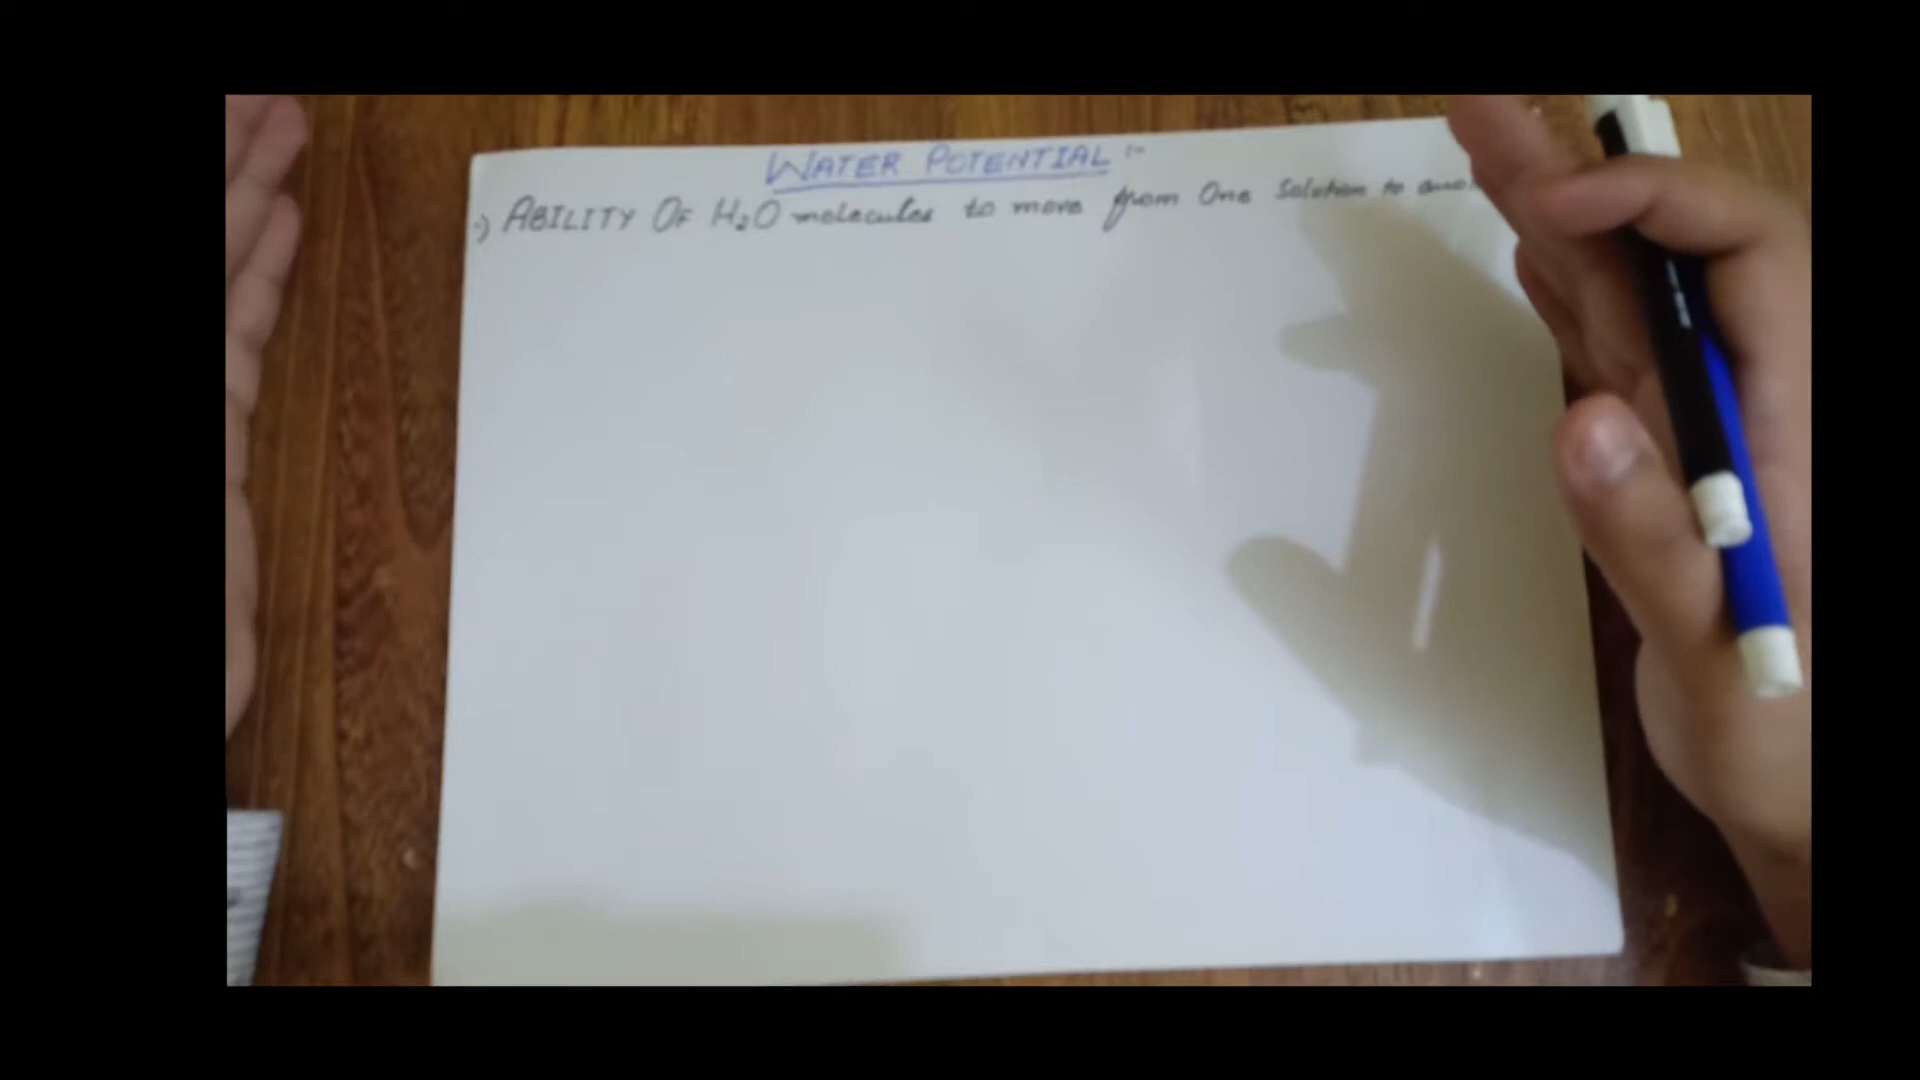 WATER POTENTIAL :-
·) ABILITY OF H₂O molecules to move from One Solution to